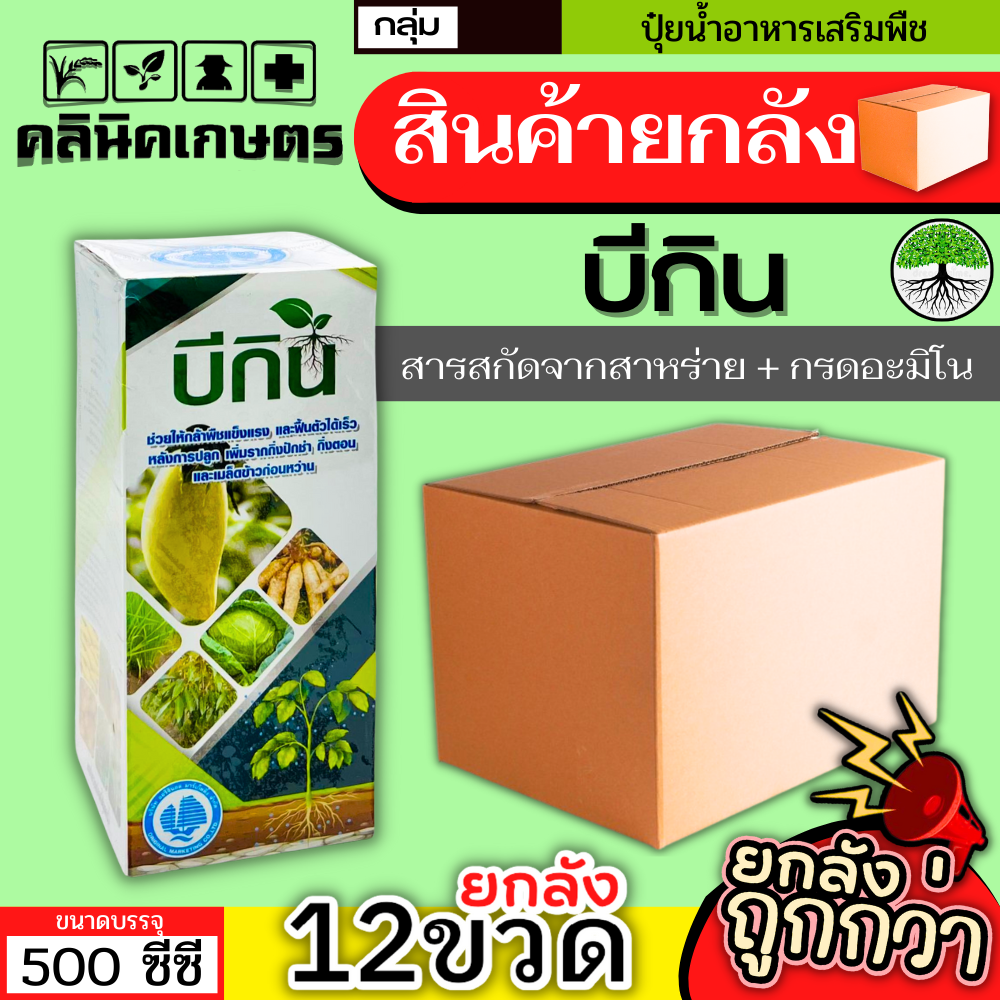 กลุ่ม
ปุ๋ยน้ำอาหารเสริมพืช
คลินิคเกษตร
สินค้ายกลัง
บีกิน
สารสกัดจากสาหร่าย + กรดอะมิโน
บีกิน
ช่วยให้กล้าพืชแข็งแรง และฟื้นตัวได้เร็ว
หลังการปลูก เพิ่มรากกิ่งปักชำ กิ่งตอน
และเมล็ดข้าวก่อนหว่าน
ขนาดบรรจุ
500 ซีซี
ยกลัง
12ขวด
ยกลัง
ถูกกว่า